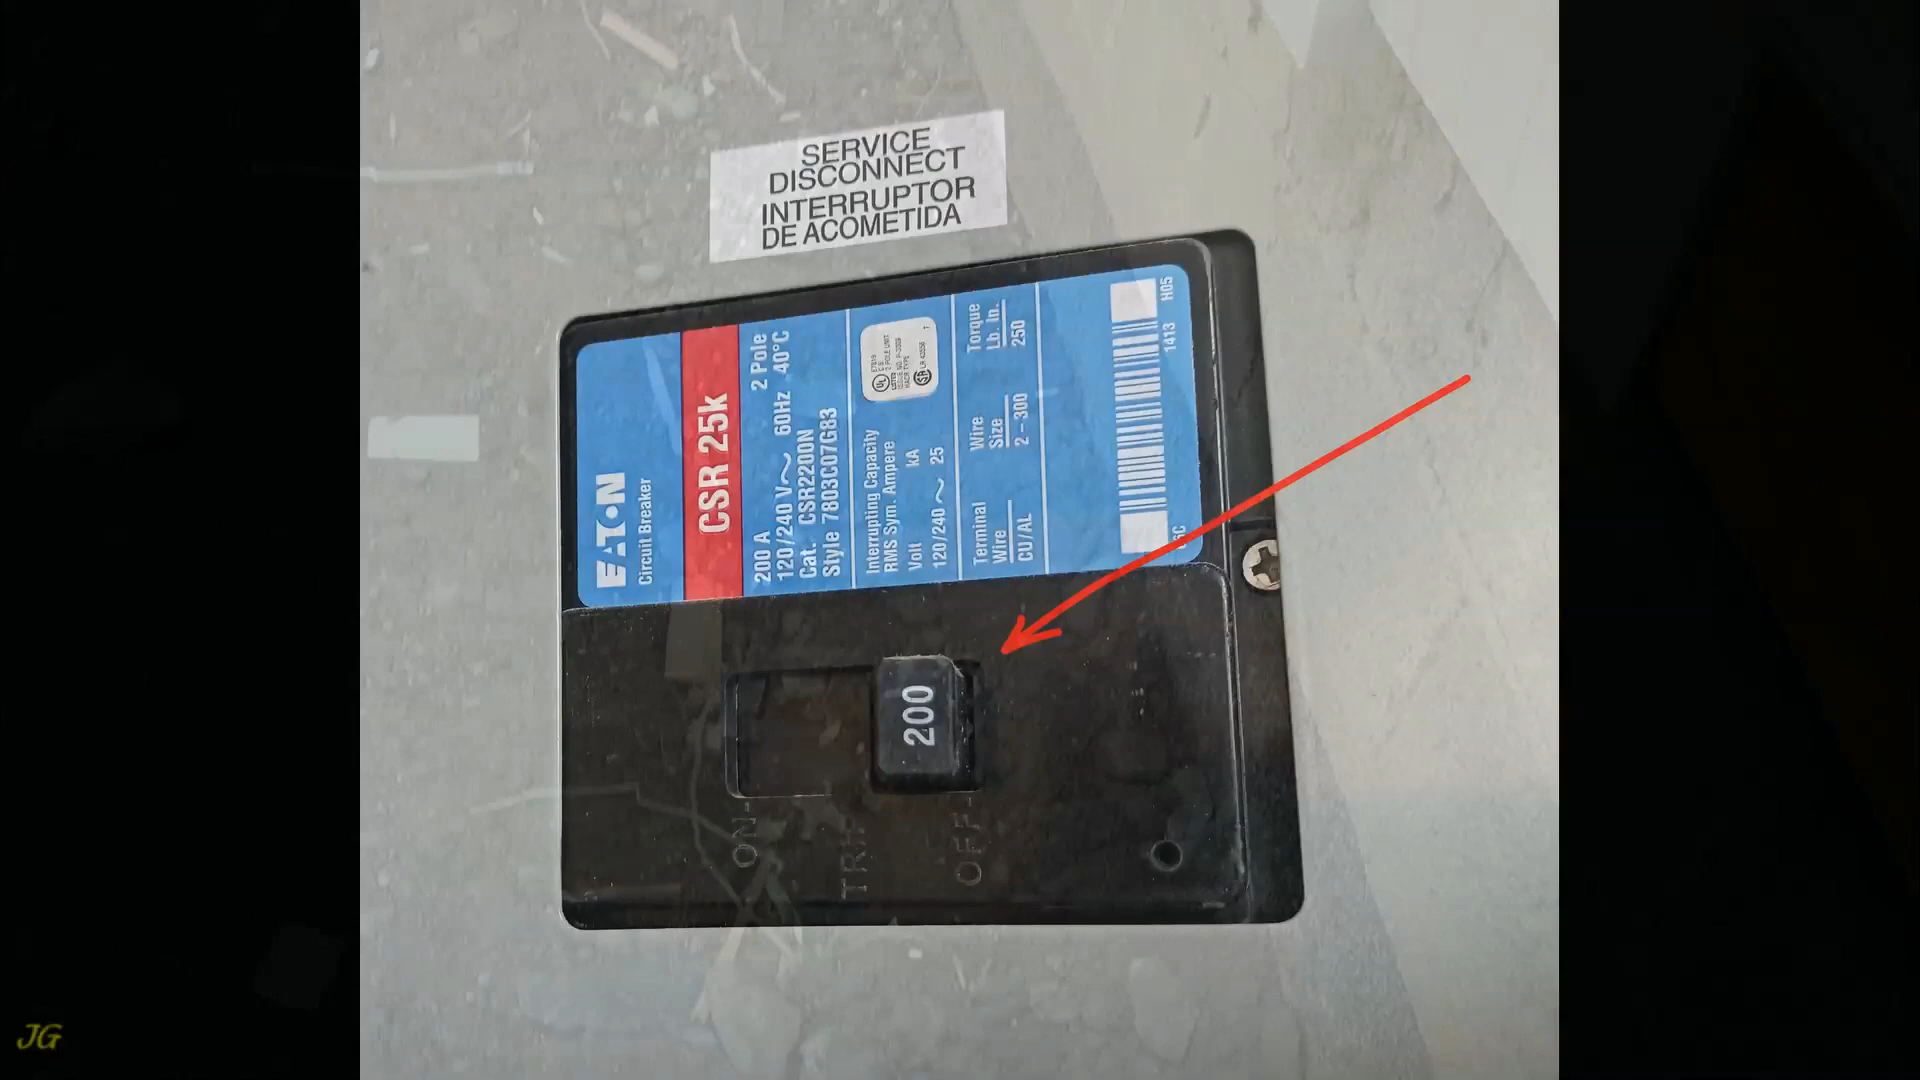 SERVICE
DISCONNECT
INTERRUPTOR
DE ACOMETIDA
EATON
Circuit Breaker
CSR 25k
200 A 2 Pole
120/240 V~ 60Hz 40°C
Cat. CSR2200N
Style 7803C07G83
Interrupting Capacity
RMS Sym. Ampere
Volt kA
120/240 ~ 25
Terminal Wire Torque
Wire Size Lb. In.
CU/AL 2-300 250
1413 H05
200
ON-
OFF-
JG